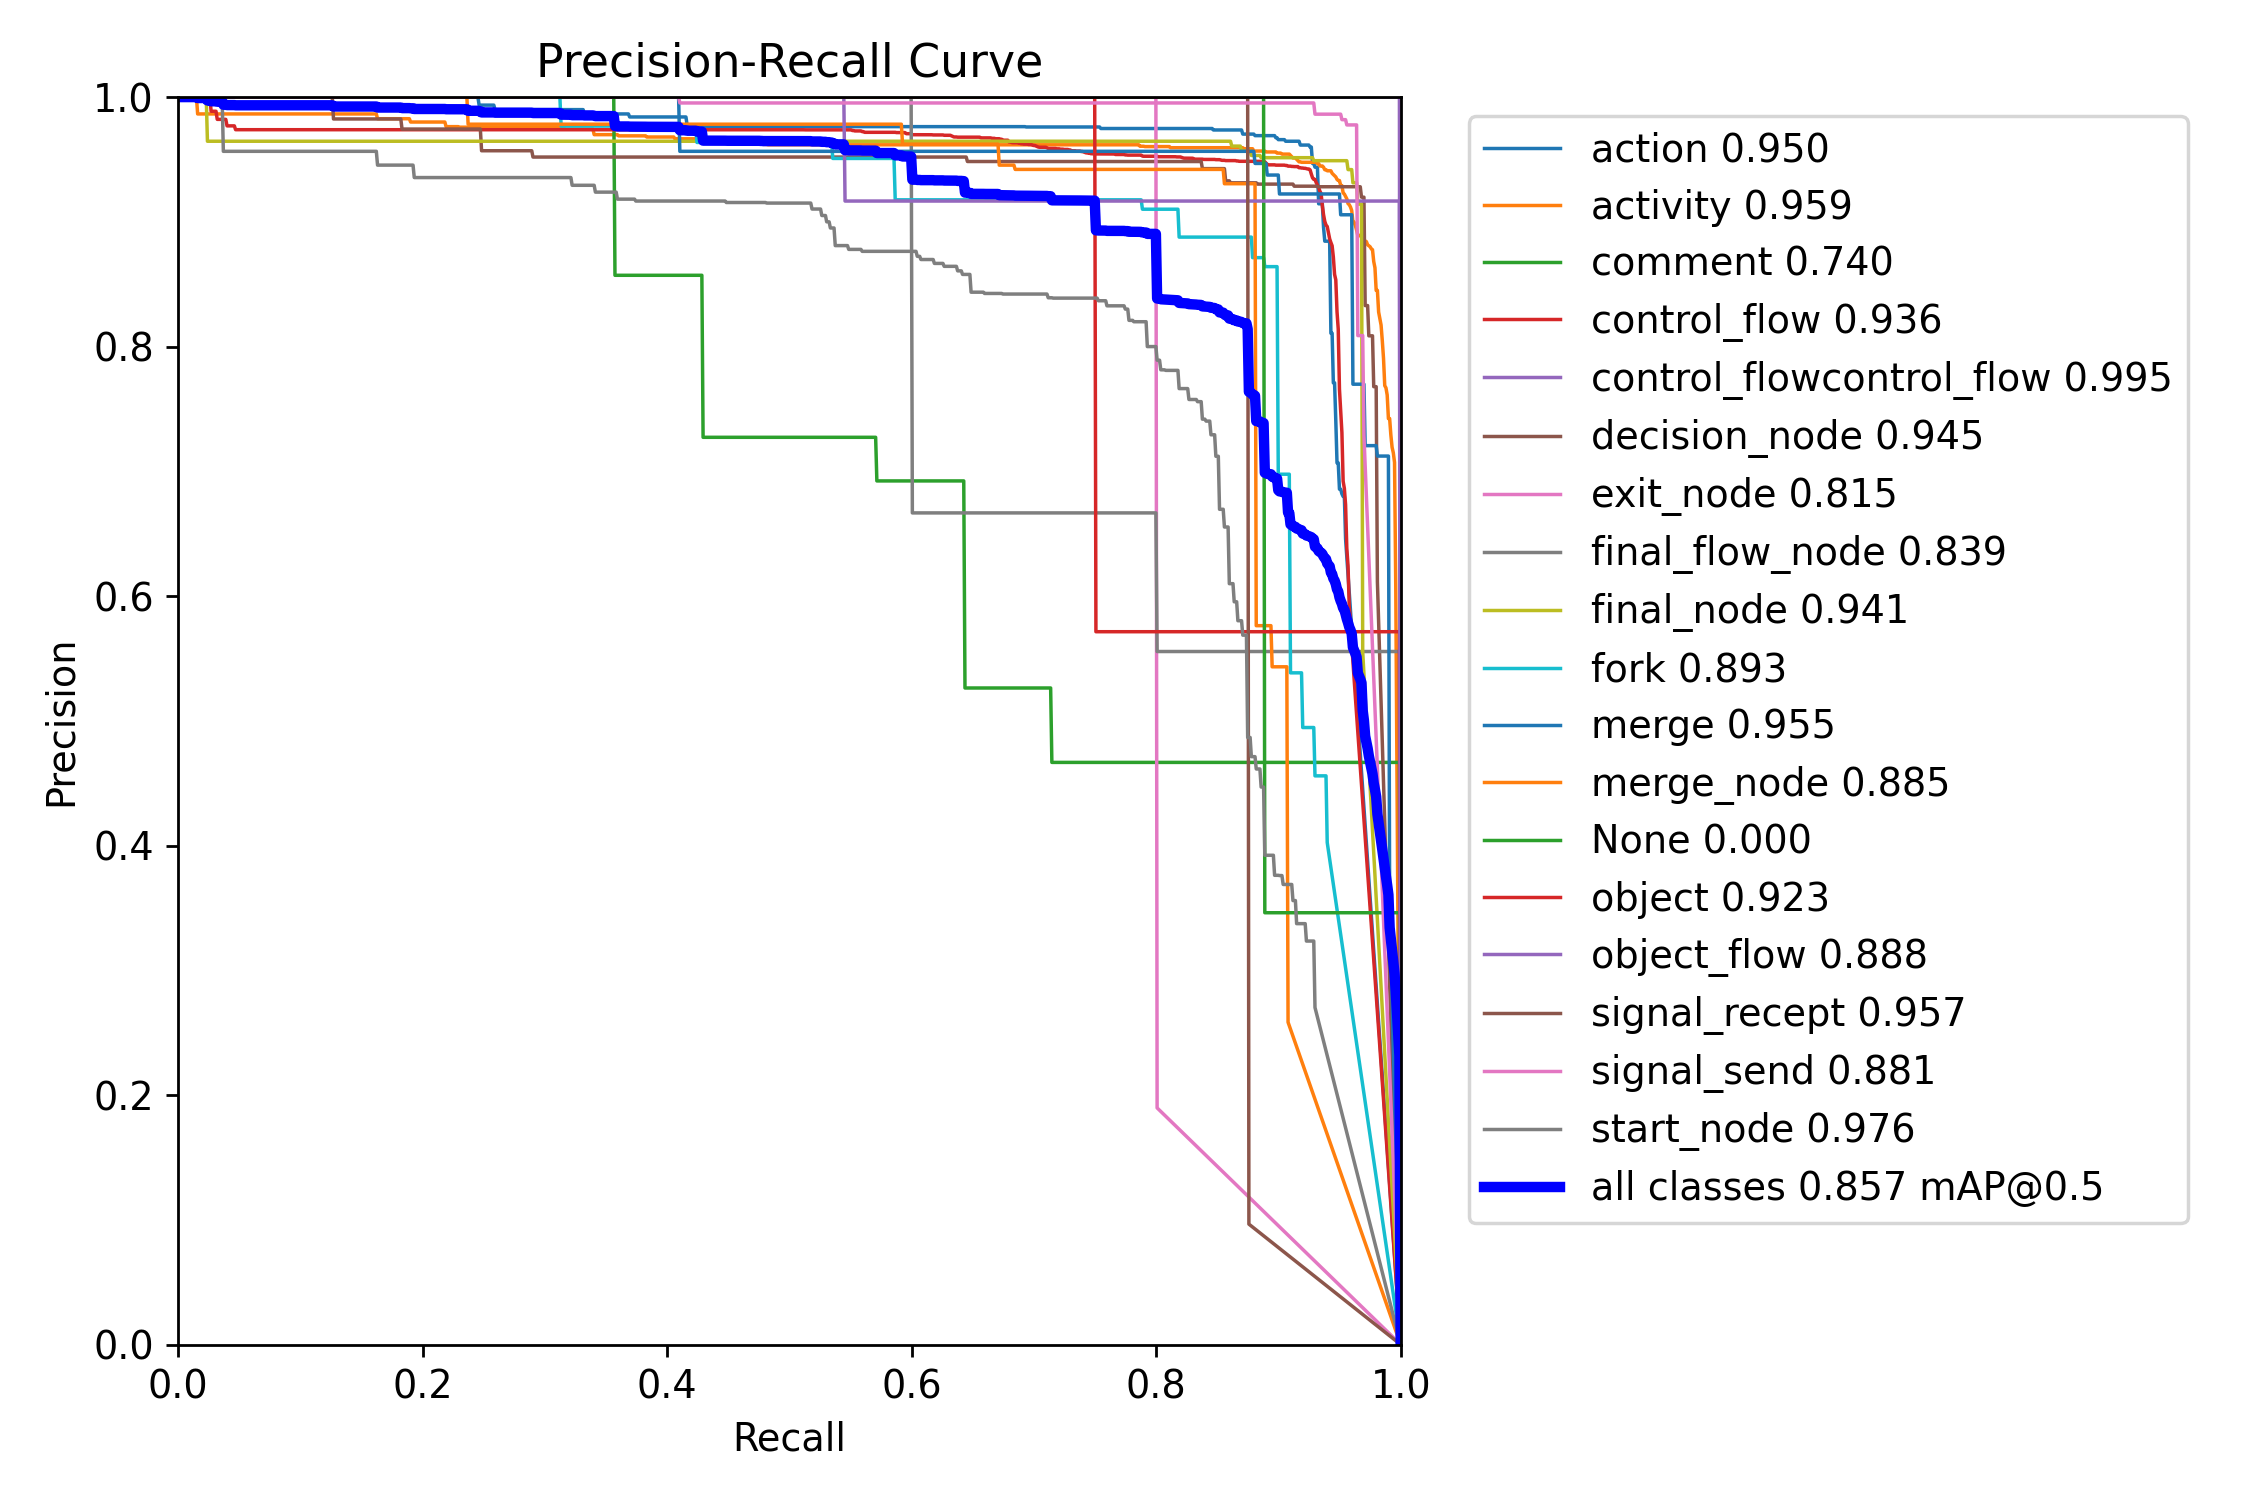 Precision-Recall Curve
1.0
0.8
0.6
0.4
0.2
0.0
Precision
0.0 0.2 0.4 0.6 0.8 1.0
Recall
action 0.950
activity 0.959
comment 0.740
control_flow 0.936
control_flowcontrol_flow 0.995
decision_node 0.945
exit_node 0.815
final_flow_node 0.839
final_node 0.941
fork 0.893
merge 0.955
merge_node 0.885
None 0.000
object 0.923
object_flow 0.888
signal_recept 0.957
signal_send 0.881
start_node 0.976
all classes 0.857 mAP@0.5